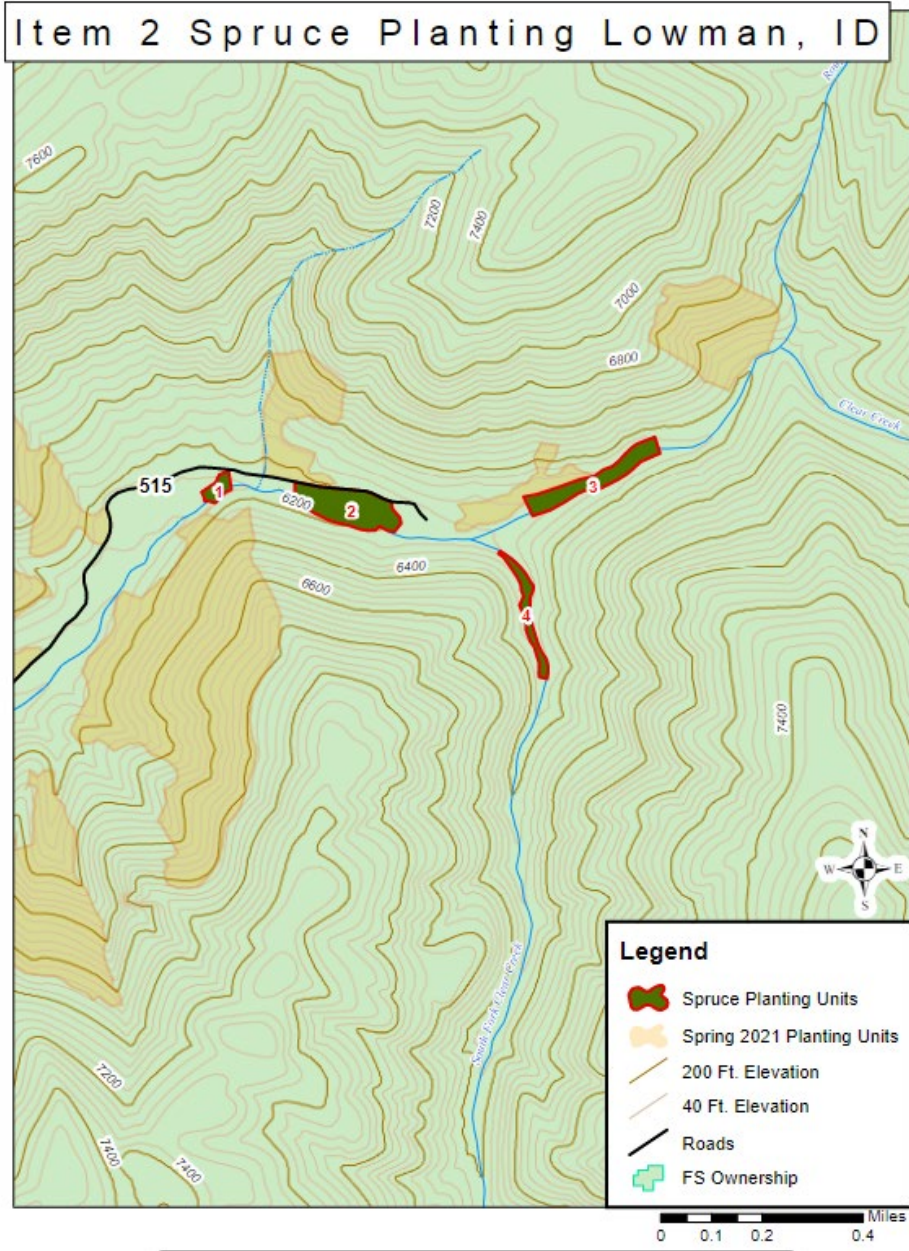 Item 2 Spruce Planting Lowman, ID
7600
7200
7400
7000
6800
Clear Creek
515
1
6200
2
3
6400
6600
4
7400
N
W E
S
South Fork Clear Creek
7200
7400
7400
Legend
Spruce Planting Units
Spring 2021 Planting Units
200 Ft. Elevation
40 Ft. Elevation
Roads
FS Ownership
Miles
0 0.1 0.2 0.4